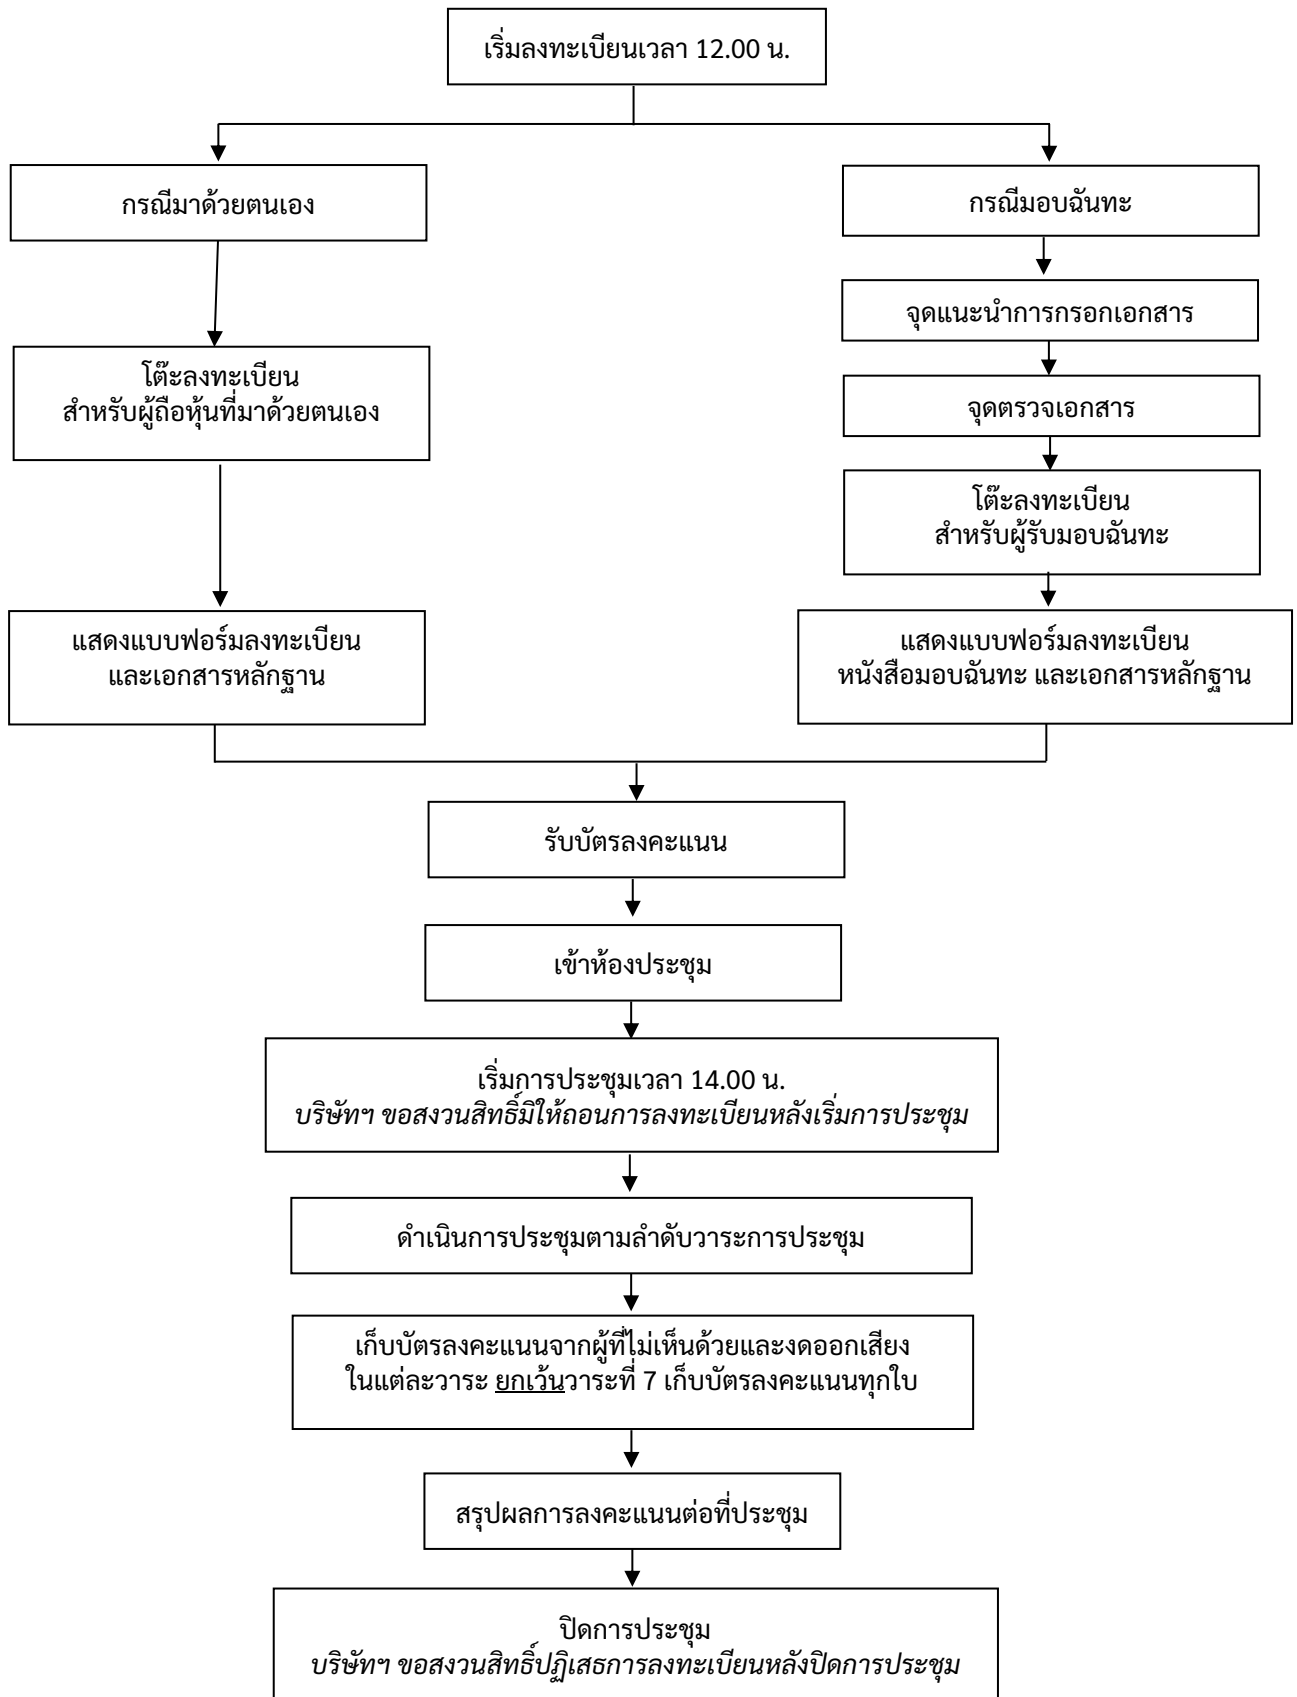 เริ่มลงทะเบียนเวลา 12.00 น.
กรณีมาด้วยตนเอง
กรณีมอบฉันทะ
จุดแนะนำการกรอกเอกสาร
จุดตรวจเอกสาร
โต๊ะลงทะเบียน
สำหรับผู้ถือหุ้นที่มาด้วยตนเอง
โต๊ะลงทะเบียน
สำหรับผู้รับมอบฉันทะ
แสดงแบบฟอร์มลงทะเบียน
และเอกสารหลักฐาน
แสดงแบบฟอร์มลงทะเบียน
หนังสือมอบฉันทะ และเอกสารหลักฐาน
รับบัตรลงคะแนน
เข้าห้องประชุม
เริ่มการประชุมเวลา 14.00 น.
บริษัทฯ ขอสงวนสิทธิ์มิให้ถอนการลงทะเบียนหลังเริ่มการประชุม
ดำเนินการประชุมตามลำดับวาระการประชุม
เก็บบัตรลงคะแนนจากผู้ที่ไม่เห็นด้วยและงดออกเสียง
ในแต่ละวาระ ยกเว้นวาระที่ 7 เก็บบัตรลงคะแนนทุกใบ
สรุปผลการลงคะแนนต่อที่ประชุม
ปิดการประชุม
บริษัทฯ ขอสงวนสิทธิ์ปฏิเสธการลงทะเบียนหลังปิดการประชุม